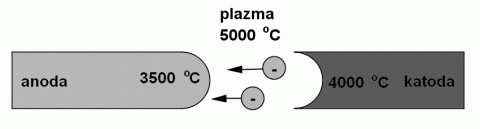 plazma
5000 °C
anoda
3500 °C
-
-
4000 °C
katoda